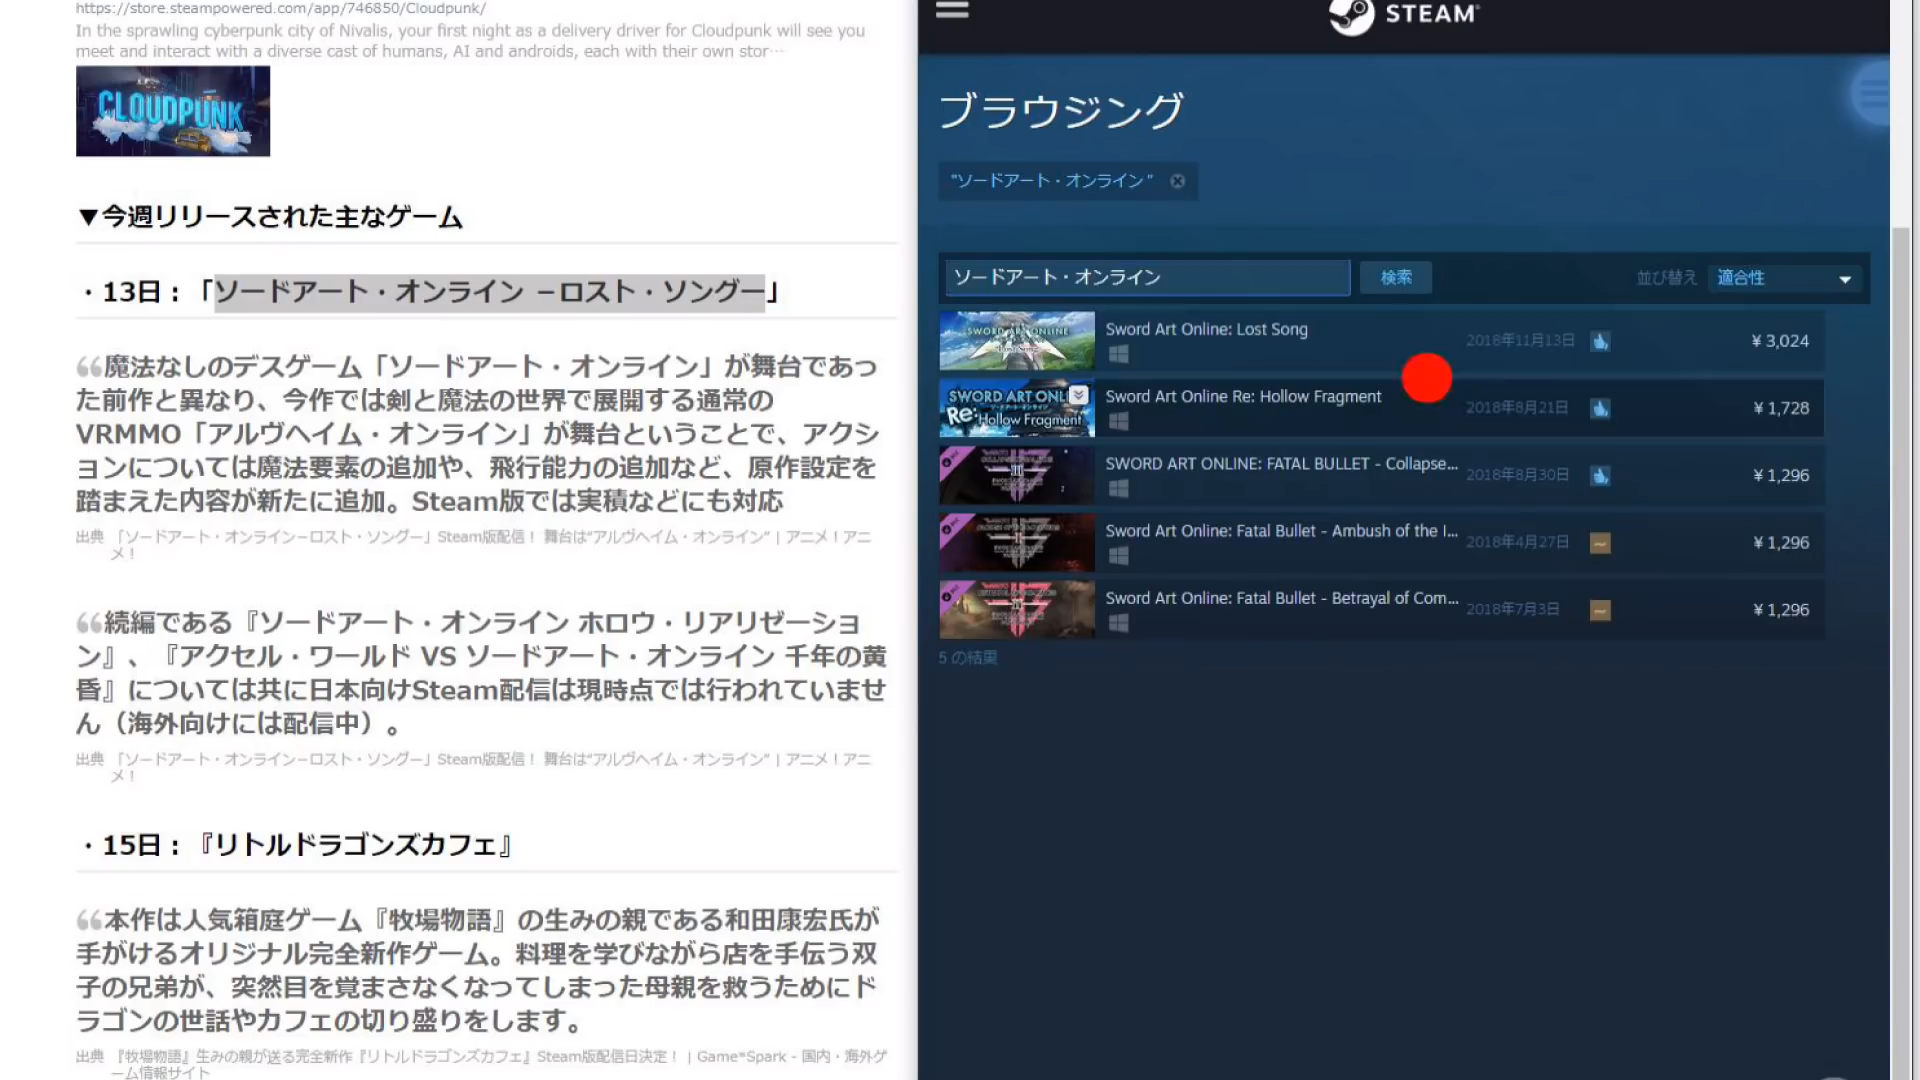 https://store.steampowered.com/app/746850/Cloudpunk/
In the sprawling cyberpunk city of Nivalis, your first night as a delivery driver for Cloudpunk will see you
meet and interact with a diverse cast of humans, AI and androids, each with their own stor…
CLOUDPUNK
▼今週リリースされた主なゲーム
・13日：「ソードアート・オンライン －ロスト・ソング－」
“魔法なしのデスゲーム「ソードアート・オンライン」が舞台であっ
た前作と異なり、今作では剣と魔法の世界で展開する通常の
VRMMO「アルヴヘイム・オンライン」が舞台ということで、アクシ
ョンについては魔法要素の追加や、飛行能力の追加など、原作設定を
踏まえた内容が新たに追加。Steam版では実積などにも対応
出典 「ソードアート・オンライン－ロスト・ソング－」Steam版配信！ 舞台は“アルヴヘイム・オンライン” | アニメ！アニ
メ！
“続編である『ソードアート・オンライン ホロウ・リアリゼーショ
ン』、『アクセル・ワールド VS ソードアート・オンライン 千年の黄
昏』については共に日本向けSteam配信は現時点では行われていませ
ん（海外向けには配信中）。
出典 「ソードアート・オンライン－ロスト・ソング－」Steam版配信！ 舞台は“アルヴヘイム・オンライン” | アニメ！アニ
メ！
・15日：『リトルドラゴンズカフェ』
“本作は人気箱庭ゲーム『牧場物語』の生みの親である和田康宏氏が
手がけるオリジナル完全新作ゲーム。料理を学びながら店を手伝う双
子の兄弟が、突然目を覚まさなくなってしまった母親を救うためにド
ラゴンの世話やカフェの切り盛りをします。
出典 『牧場物語』生みの親が送る完全新作『リトルドラゴンズカフェ』Steam版配信日決定！ | Game*Spark - 国内・海外ゲ
ーム情報サイト
STEAM
ブラウジング
"ソードアート・オンライン"
ソードアート・オンライン 検索 並び替え 適合性
SWORD ART ONLINE Lost Song
Sword Art Online: Lost Song 2018年11月13日 ¥ 3,024
SWORD ART ONLI Re: Hollow Fragment
Sword Art Online Re: Hollow Fragment 2018年8月21日 ¥ 1,728
DLC
SWORD ART ONLINE: FATAL BULLET - Collapse... 2018年8月30日 ¥ 1,296
DLC
Sword Art Online: Fatal Bullet - Ambush of the I... 2018年4月27日 ¥ 1,296
DLC
Sword Art Online: Fatal Bullet - Betrayal of Com... 2018年7月3日 ¥ 1,296
5 の結果